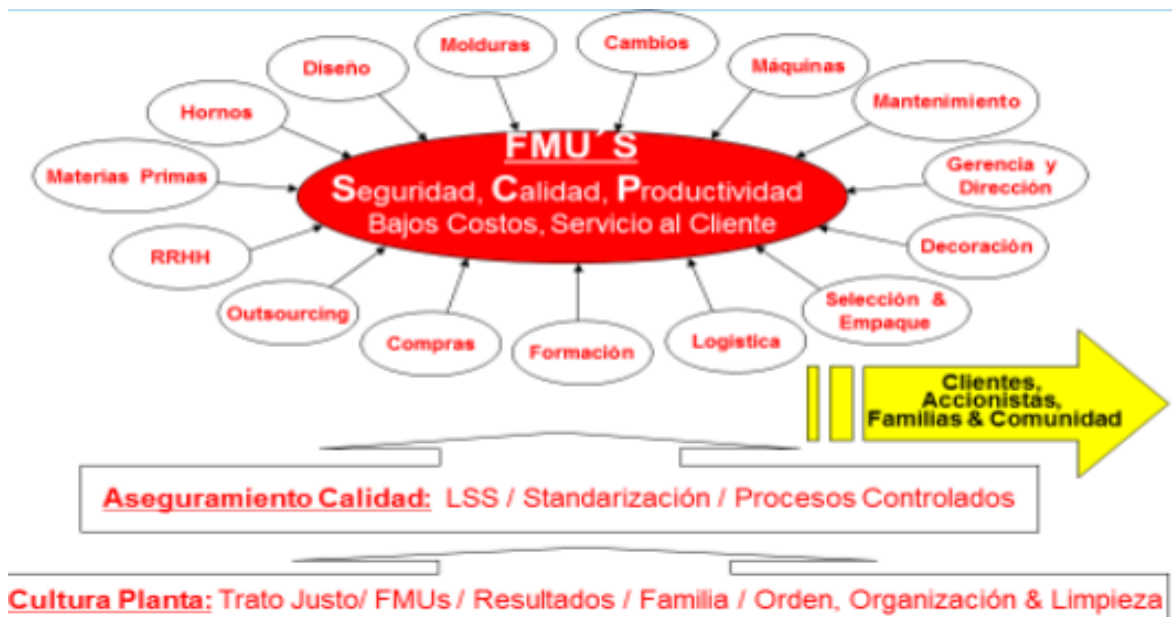 Molduras
Cambios
Diseño
Máquinas
Hornos
Mantenimiento
FMU´S
Materias Primas
Seguridad, Calidad, Productividad
Bajos Costos, Servicio al Cliente
Gerencia y
Dirección
RRHH
Decoración
Outsourcing
Selección &
Empaque
Compras
Formación
Logistica
Clientes,
Accionistas,
Familias & Comunidad
Aseguramiento Calidad: LSS / Standarización / Procesos Controlados
Cultura Planta: Trato Justo/ FMUs / Resultados / Familia / Orden, Organización & Limpieza